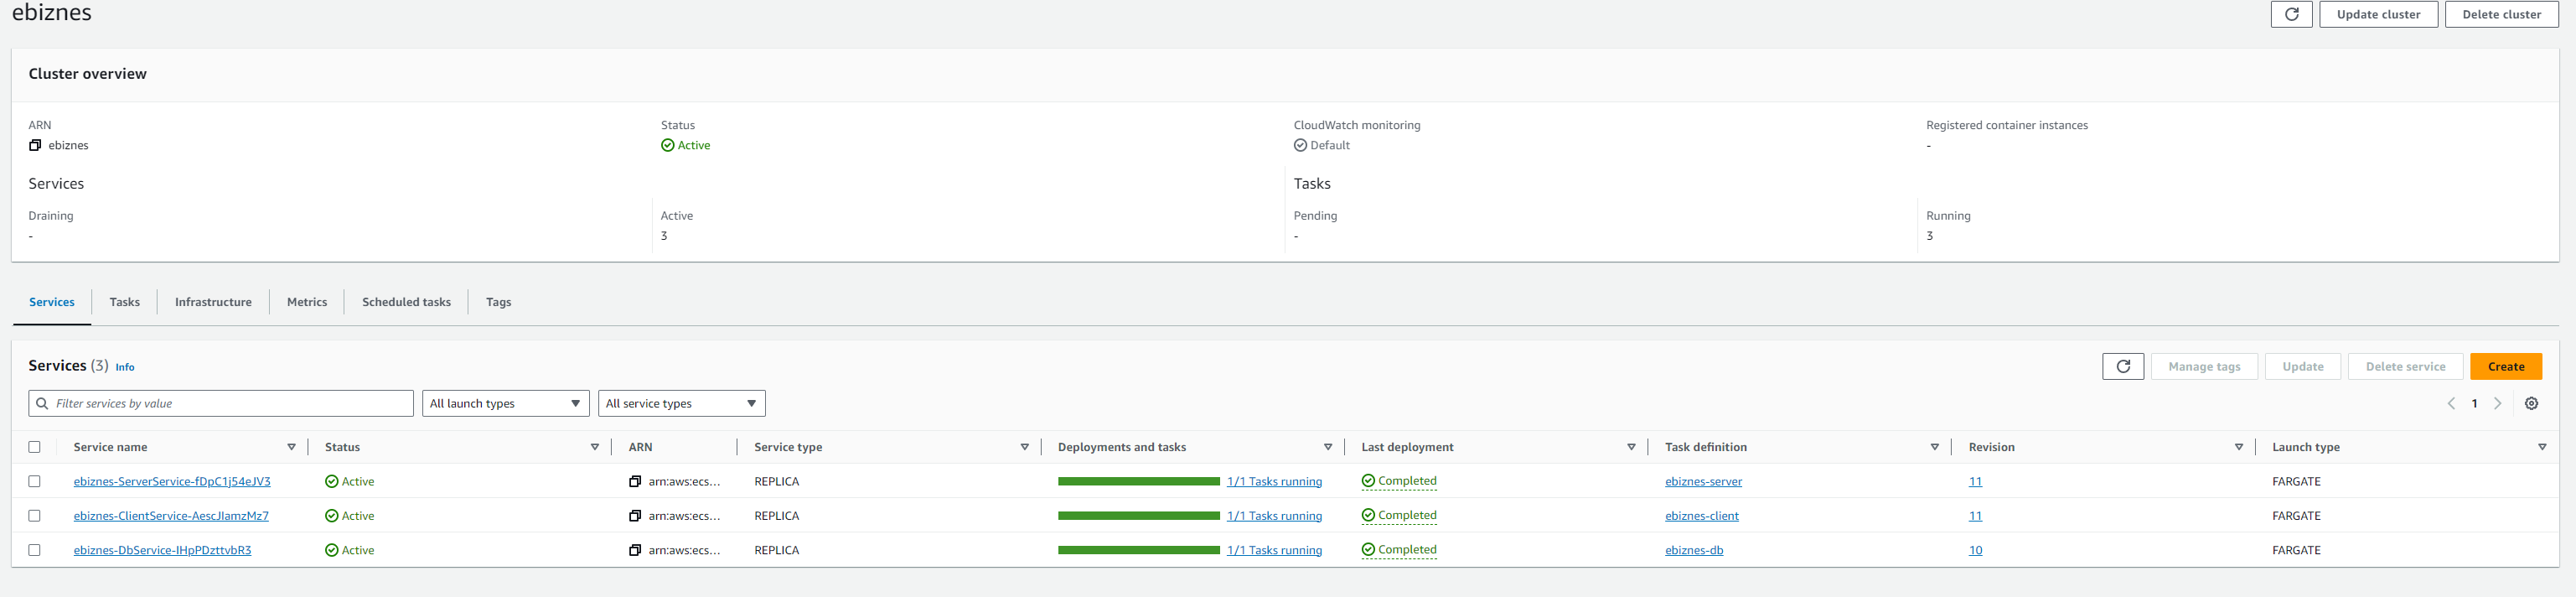 ebiznes
Update cluster
Delete cluster
Cluster overview
ARN
Status
CloudWatch monitoring
Registered container instances
ebiznes
Active
Default
-
Services
Tasks
Draining
Active
Pending
Running
-
3
-
3
Services
Tasks
Infrastructure
Metrics
Scheduled tasks
Tags
Services (3) Info
Manage tags
Update
Delete service
Create
Filter services by value
All launch types
All service types
1
Service name
Status
ARN
Service type
Deployments and tasks
Last deployment
Task definition
Revision
Launch type
ebiznes-ServerService-fDpC1j54eJV3 Active arn:aws:ecs... REPLICA 1/1 Tasks running Completed ebiznes-server 11 FARGATE
ebiznes-ClientService-AescJIamzMz7 Active arn:aws:ecs... REPLICA 1/1 Tasks running Completed ebiznes-client 11 FARGATE
ebiznes-DbService-IHpPDzttvbR3 Active arn:aws:ecs... REPLICA 1/1 Tasks running Completed ebiznes-db 10 FARGATE